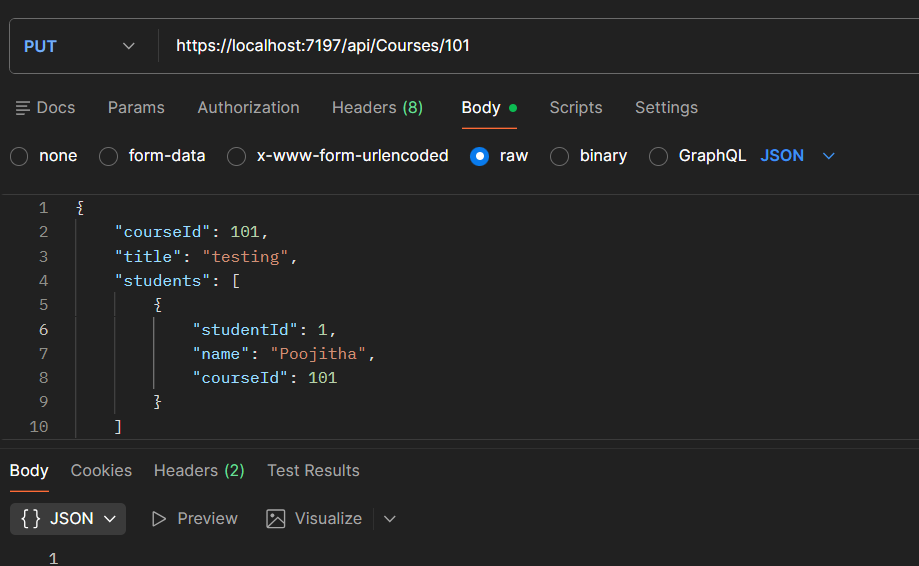 PUT https://localhost:7197/api/Courses/101
Docs Params Authorization Headers (8) Body Scripts Settings
none form-data x-www-form-urlencoded raw binary GraphQL JSON
1 {
2 "courseId": 101,
3 "title": "testing",
4 "students": [
5 {
6 "studentId": 1,
7 "name": "Poojitha",
8 "courseId": 101
9 }
10 ]
Body Cookies Headers (2) Test Results
{} JSON Preview Visualize
1